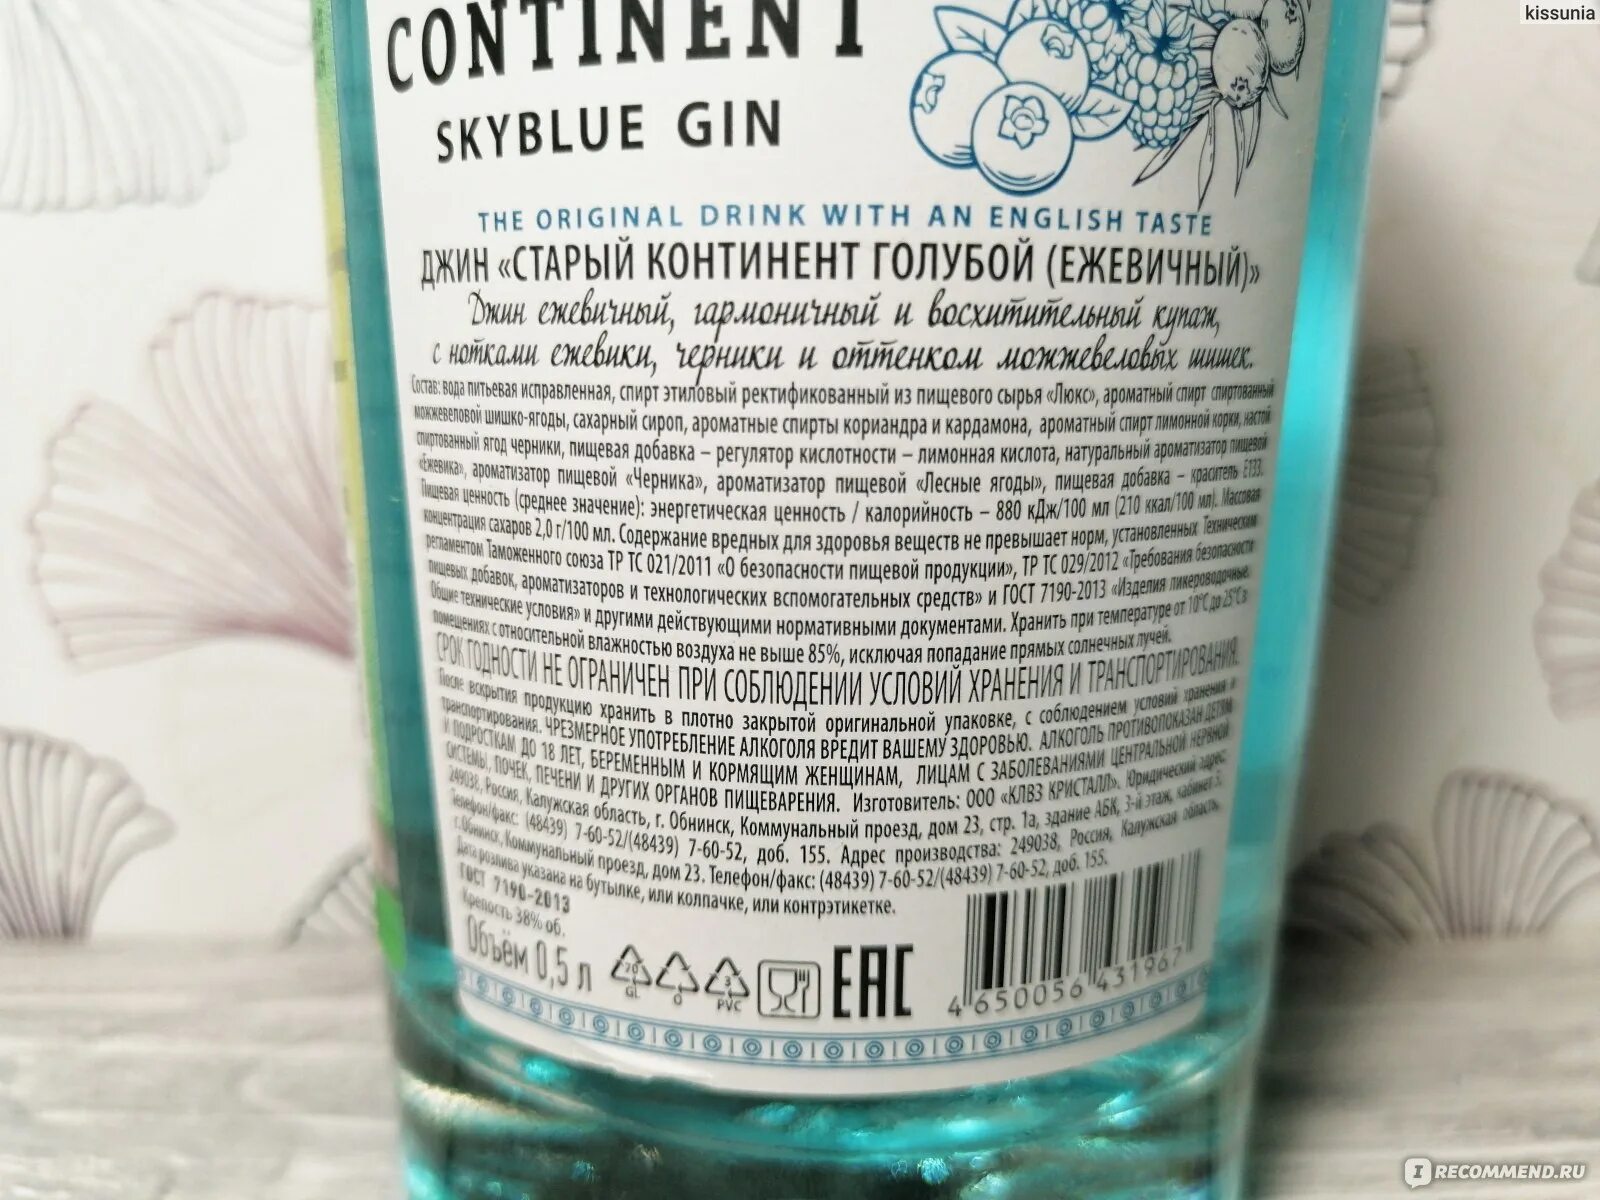 kissunia
CONTINENT
SKYBLUE GIN
THE ORIGINAL DRINK WITH AN ENGLISH TASTE
ДЖИН «СТАРЫЙ КОНТИНЕНТ ГОЛУБОЙ (ЕЖЕВИЧНЫЙ)»
Джин ежевичный, гармоничный и восхитительный купаж,
с нотками ежевики, черники и оттенком можжевеловых шишек.
Состав: вода питьевая исправленная, спирт этиловый ректификованный из пищевого сырья «Люкс», ароматный спирт спиртованный
можжевеловой шишко-ягоды, сахарный сироп, ароматные спирты кориандра и кардамона, ароматный спирт лимонной корки, настой
спиртованный ягод черники, пищевая добавка – регулятор кислотности – лимонная кислота, натуральный ароматизатор пищевой
«Ежевика», ароматизатор пищевой «Черника», ароматизатор пищевой «Лесные ягоды», пищевая добавка – краситель Е133.
Пищевая ценность (среднее значение): энергетическая ценность / калорийность – 880 кДж/100 мл (210 ккал/100 мл). Массовая
концентрация сахаров 2,0 г/100 мл. Содержание вредных для здоровья веществ не превышает норм, установленных Техническим
регламентом Таможенного союза ТР ТС 021/2011 «О безопасности пищевой продукции», ТР ТС 029/2012 «Требования безопасности
пищевых добавок, ароматизаторов и технологических вспомогательных средств» и ГОСТ 7190-2013 «Изделия ликероводочные.
Общие технические условия» и другими действующими нормативными документами. Хранить при температуре от 10°С до 25°С в
помещениях с относительной влажностью воздуха не выше 85%, исключая попадание прямых солнечных лучей.
СРОК ГОДНОСТИ НЕ ОГРАНИЧЕН ПРИ СОБЛЮДЕНИИ УСЛОВИЙ ХРАНЕНИЯ И ТРАНСПОРТИРОВАНИЯ.
После вскрытия продукцию хранить в плотно закрытой оригинальной упаковке, с соблюдением условий хранения и
транспортирования. ЧРЕЗМЕРНОЕ УПОТРЕБЛЕНИЕ АЛКОГОЛЯ ВРЕДИТ ВАШЕМУ ЗДОРОВЬЮ. АЛКОГОЛЬ ПРОТИВОПОКАЗАН ДЕТЯМ
И ПОДРОСТКАМ ДО 18 ЛЕТ, БЕРЕМЕННЫМ И КОРМЯЩИМ ЖЕНЩИНАМ, ЛИЦАМ С ЗАБОЛЕВАНИЯМИ ЦЕНТРАЛЬНОЙ НЕРВНОЙ
СИСТЕМЫ, ПОЧЕК, ПЕЧЕНИ И ДРУГИХ ОРГАНОВ ПИЩЕВАРЕНИЯ. Изготовитель: ООО «КЛВЗ КРИСТАЛЛ». Юридический адрес:
249038, Россия, Калужская область, г. Обнинск, Коммунальный проезд, дом 23, стр. 1а, здание АБК, 3-й этаж, кабинет 3.
Телефон/факс: (48439) 7-60-52/(48439) 7-60-52, доб. 155. Адрес производства: 249038, Россия, Калужская область,
г. Обнинск, Коммунальный проезд, дом 23. Телефон/факс: (48439) 7-60-52/(48439) 7-60-52, доб. 155.
Дата розлива указана на бутылке, или колпачке, или контрэтикетке.
ГОСТ 7190-2013
Крепость 38% об.
Объём 0,5 л
20 GL
0
3 PVC
ЕАС
4 650056 431967
IRECOMMEND.RU